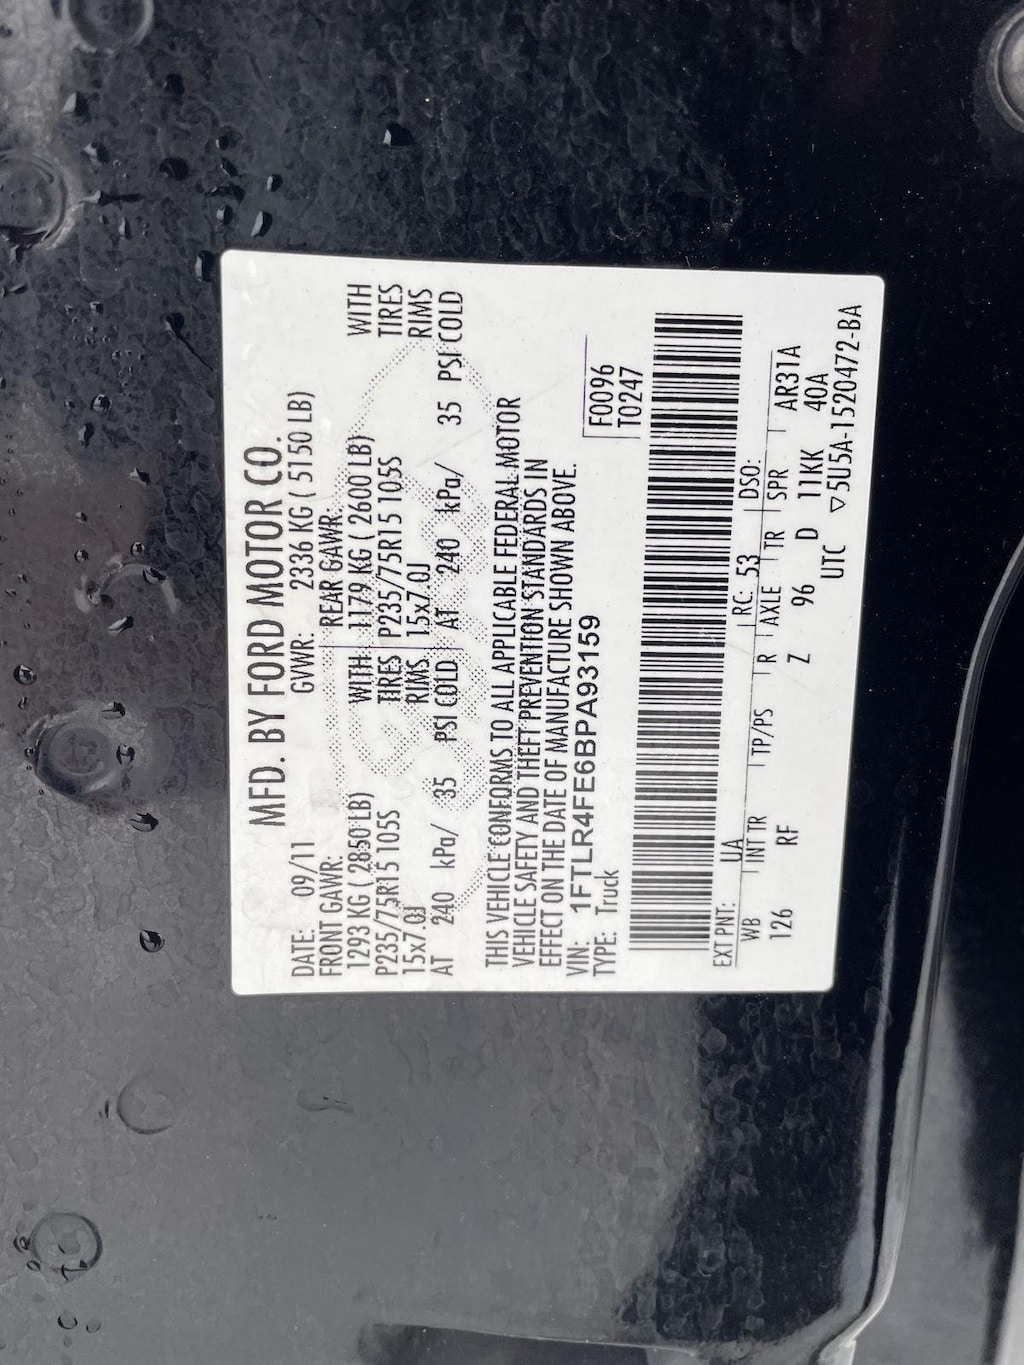 MFD. BY FORD MOTOR CO.
DATE: 09/11 GVWR: 2336 KG ( 5150 LB)
FRONT GAWR: REAR GAWR:
1293 KG ( 2850 LB) WITH 1179 KG ( 2600 LB) WITH
P235/75R15 105S TIRES P235/75R15 105S TIRES
15x7.0J RIMS 15x7.0J RIMS
AT 240 kPa/ 35 PSI COLD AT 240 kPa/ 35 PSI COLD
THIS VEHICLE CONFORMS TO ALL APPLICABLE FEDERAL MOTOR
VEHICLE SAFETY AND THEFT PREVENTION STANDARDS IN
EFFECT ON THE DATE OF MANUFACTURE SHOWN ABOVE.
VIN: 1FTLR4FE6BPA93159 F0096
TYPE: Truck T0247
EXT PNT: UA RC: 53 DSO:
WB INT TR TP/PS R AXLE TR SPR AR31A
126 RF Z 96 D 11KK 40A
UTC ▽5U5A-1520472-BA